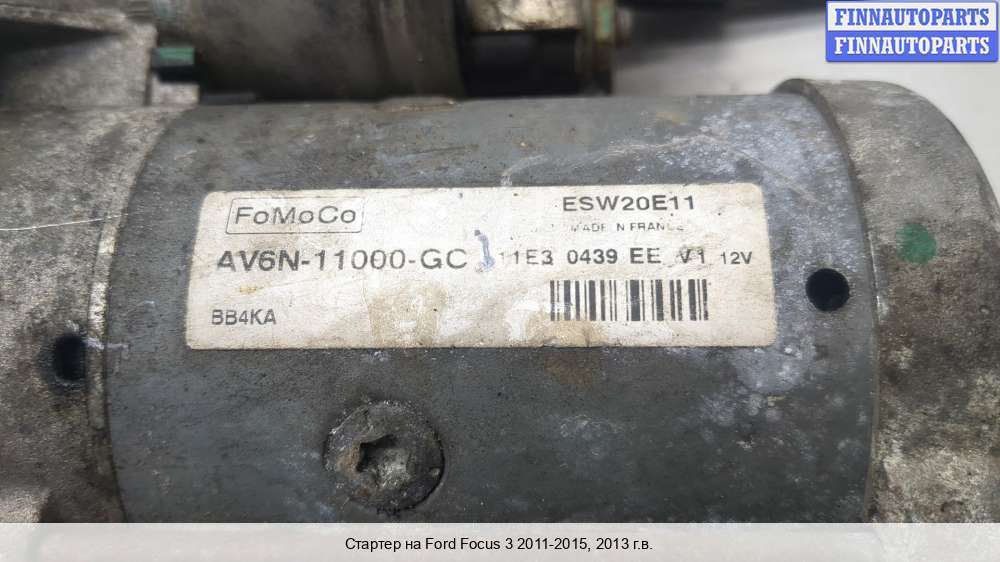 FINNAUTOPARTS
FINNAUTOPARTS
FoMoCo
ESW20E11
MADE IN FRANCE
AV6N-11000-GC 11E3 0439 EE V1 12V
BB4KA
Стартер на Ford Focus 3 2011-2015, 2013 г.в.